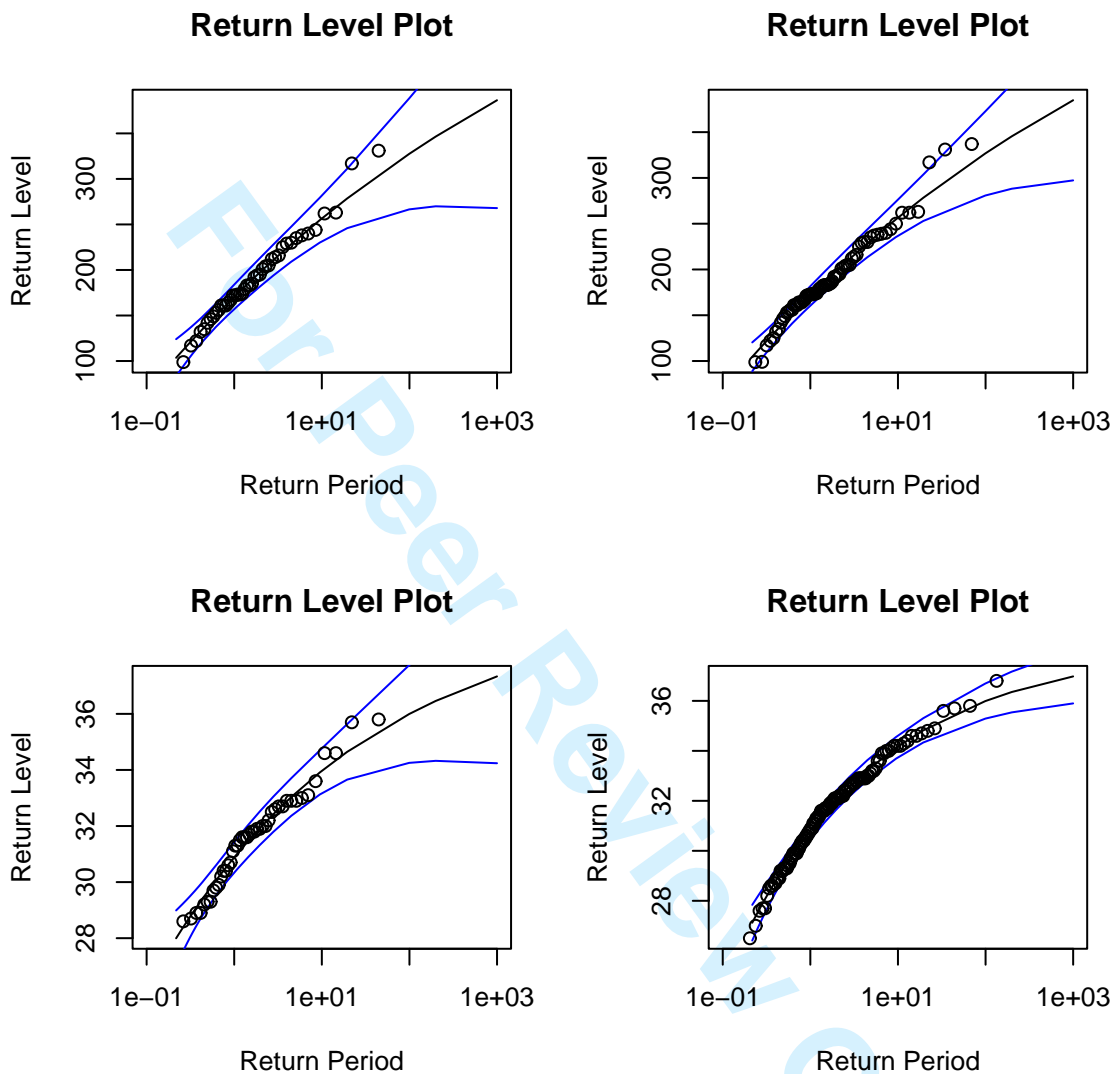 Return Level Plot
Return Level
100
200
300
1e−01
1e+01
1e+03
Return Period
Return Level Plot
Return Level
100
200
300
1e−01
1e+01
1e+03
Return Period
Return Level Plot
Return Level
28
30
32
34
36
1e−01
1e+01
1e+03
Return Period
Return Level Plot
Return Level
28
32
36
1e−01
1e+01
1e+03
Return Period
For Peer Review